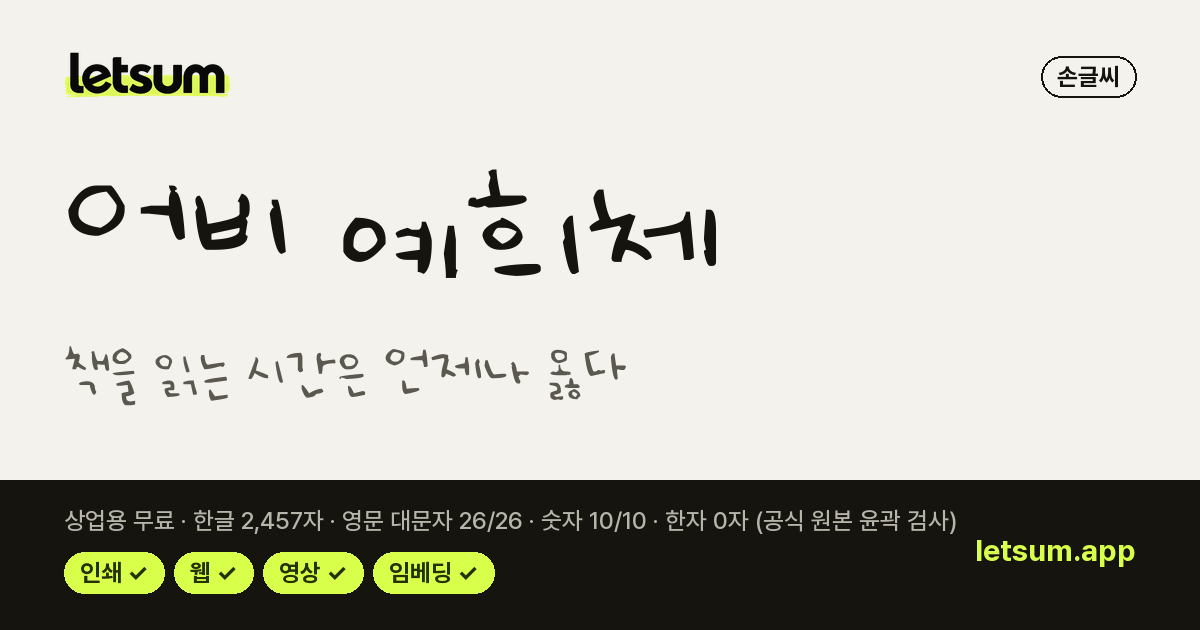 letsum
손글씨
어비 예희체
책을 읽는 시간은 언제나 옳다
상업용 무료 · 한글 2,457자 · 영문 대문자 26/26 · 숫자 10/10 · 한자 0자 (공식 원본 윤곽 검사)
letsum.app
인쇄 ✓ 웹 ✓ 영상 ✓ 임베딩 ✓